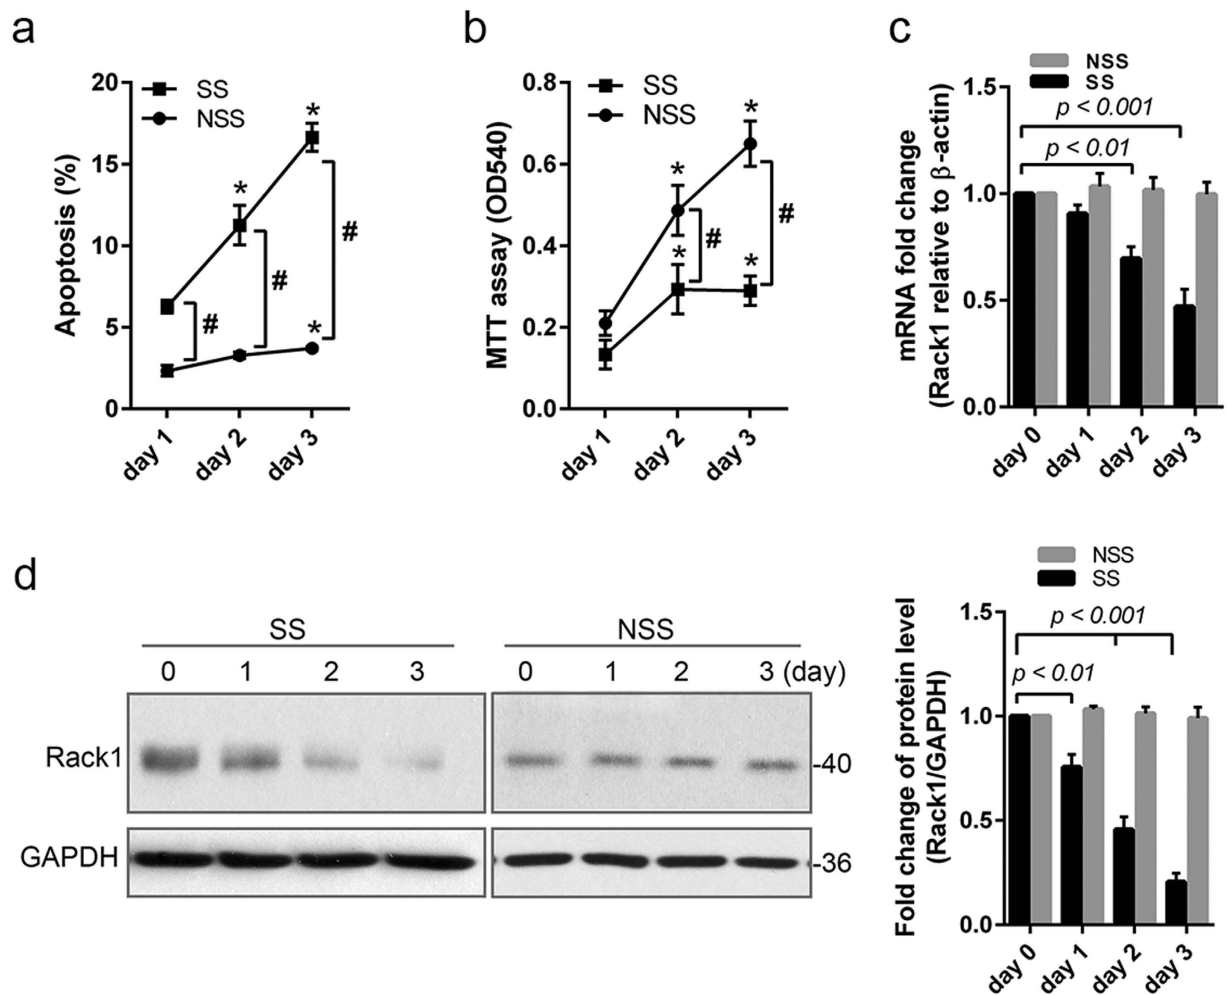 a
20
15
10
5
0
Apoptosis (%)
SS
NSS
*
*
*
#
#
#
day 1
day 2
day 3
b
0.8
0.6
0.4
0.2
0.0
MTT assay (OD540)
SS
NSS
*
*
*
*
#
#
day 1
day 2
day 3
c
NSS
SS
1.5
1.0
0.5
0.0
mRNA fold change
(Rack1 relative to β-actin)
p < 0.001
p < 0.01
day 0
day 1
day 2
day 3
d
SS
NSS
0 1 2 3
0 1 2 3 (day)
Rack1
-40
GAPDH
-36
NSS
SS
1.5
1.0
0.5
0.0
Fold change of protein level
(Rack1/GAPDH)
p < 0.001
p < 0.01
day 0
day 1
day 2
day 3